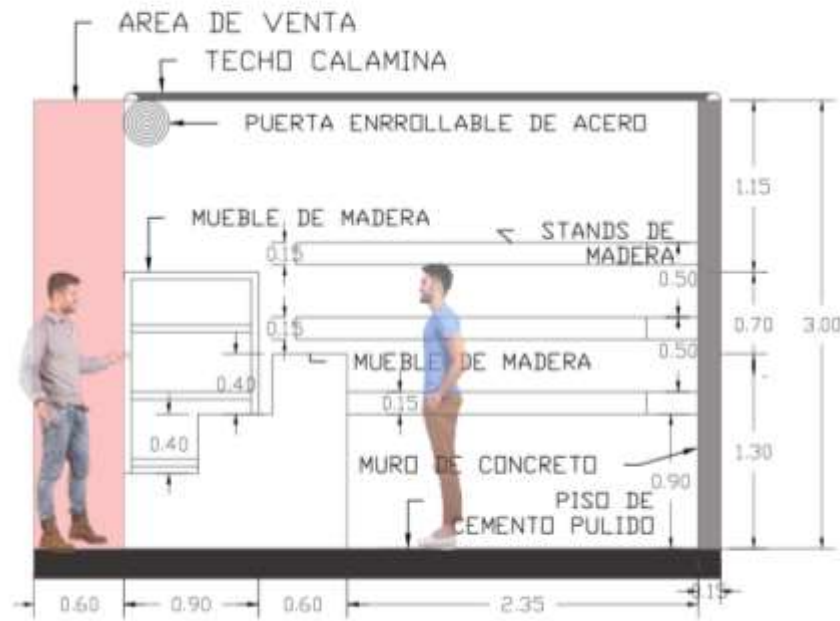 AREA DE VENTA
TECHO CALAMINA
PUERTA ENRROLLABLE DE ACERO
1.15
MUEBLE DE MADERA
STANDS DE
MADERA
0.15
0.50
0.15
0.70
3.00
MUEBLE DE MADERA
0.50
0.40
0.15
0.40
MURO DE CONCRETO
0.90
1.30
PISO DE
CEMENTO PULIDO
0.60
0.90
0.60
2.35
0.15